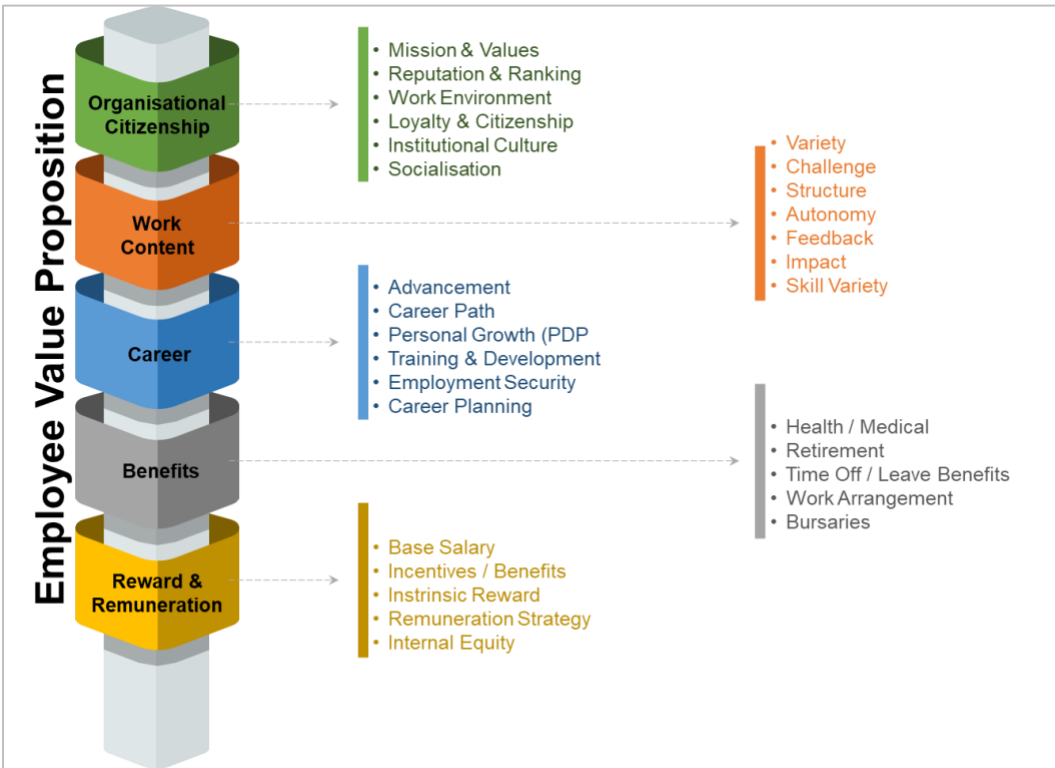 Employee Value Proposition
Organisational
Citizenship
• Mission & Values
• Reputation & Ranking
• Work Environment
• Loyalty & Citizenship
• Institutional Culture
• Socialisation
Work
Content
• Variety
• Challenge
• Structure
• Autonomy
• Feedback
• Impact
• Skill Variety
Career
• Advancement
• Career Path
• Personal Growth (PDP
• Training & Development
• Employment Security
• Career Planning
Benefits
• Health / Medical
• Retirement
• Time Off / Leave Benefits
• Work Arrangement
• Bursaries
Reward &
Remuneration
• Base Salary
• Incentives / Benefits
• Instrinsic Reward
• Remuneration Strategy
• Internal Equity